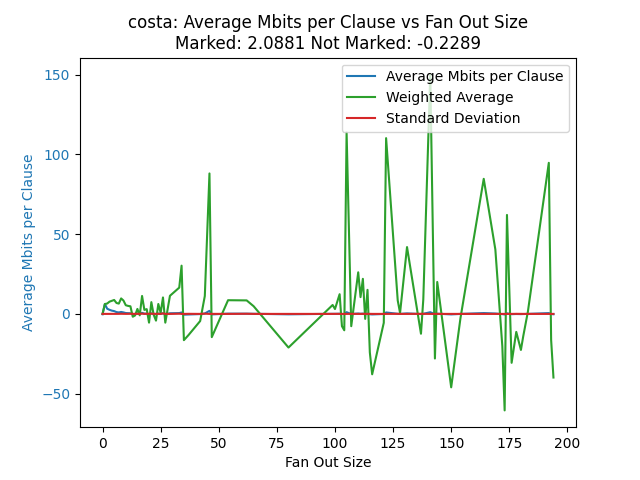 costa: Average Mbits per Clause vs Fan Out Size
Marked: 2.0881 Not Marked: -0.2289
Average Mbits per Clause
Weighted Average
Standard Deviation
150
100
50
0
−50
Average Mbits per Clause
0 25 50 75 100 125 150 175 200
Fan Out Size